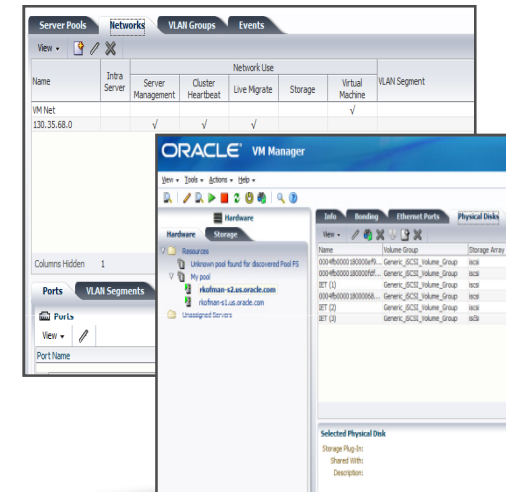 Server Pools Networks VLAN Groups Events
View
Network Use
Name Intra Server Server Management Cluster Heartbeat Live Migrate Storage Virtual Machine VLAN Segment
VM Net √
130.35.68.0 √ √ √
Columns Hidden 1
Ports VLAN Segments
Ports
View
Port Name
ORACLE VM Manager
View Tools Actions Help
Hardware
Hardware Storage
Resources
Unknown pool found for discovered Pool FS
My pool
rkofman-s2.us.oracle.com
rkofman-s1.us.oracle.com
Unassigned Servers
Info Bonding Ethernet Ports Physical Disks
View
Name Volume Group Storage Array
Generic_iSCSI_Volume_Group iscsi
Generic_iSCSI_Volume_Group iscsi
IET (1) Generic_iSCSI_Volume_Group iscsi
Generic_iSCSI_Volume_Group iscsi
IET (2) Generic_iSCSI_Volume_Group iscsi
IET (3) Generic_iSCSI_Volume_Group iscsi
Selected Physical Disk
Storage Plug-In:
Shared With:
Description: